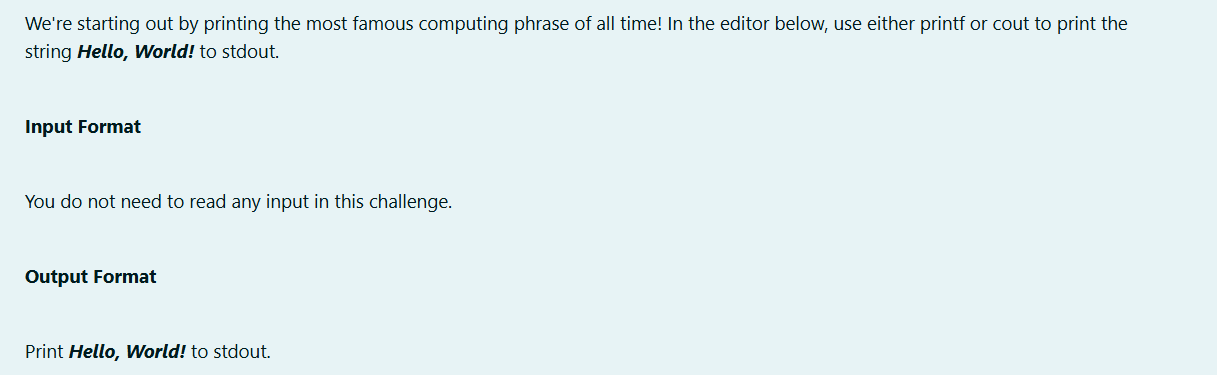 We're starting out by printing the most famous computing phrase of all time! In the editor below, use either printf or cout to print the
string Hello, World! to stdout.
Input Format
You do not need to read any input in this challenge.
Output Format
Print Hello, World! to stdout.